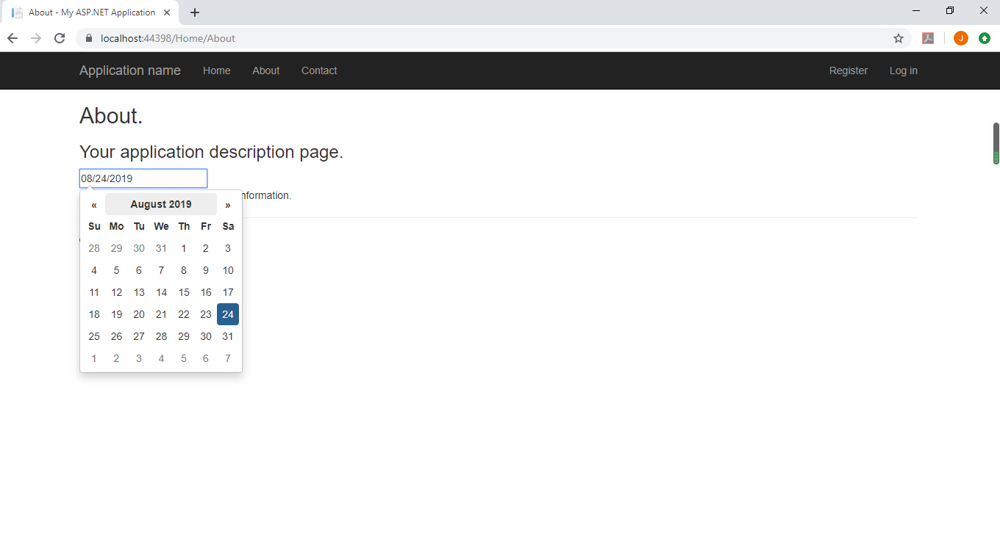 About - My ASP.NET Application
localhost:44398/Home/About
J
Application name Home About Contact Register Log in
About.
Your application description page.
08/24/2019
nformation.
« August 2019 »
Su Mo Tu We Th Fr Sa
28 29 30 31 1 2 3
4 5 6 7 8 9 10
11 12 13 14 15 16 17
18 19 20 21 22 23 24
25 26 27 28 29 30 31
1 2 3 4 5 6 7